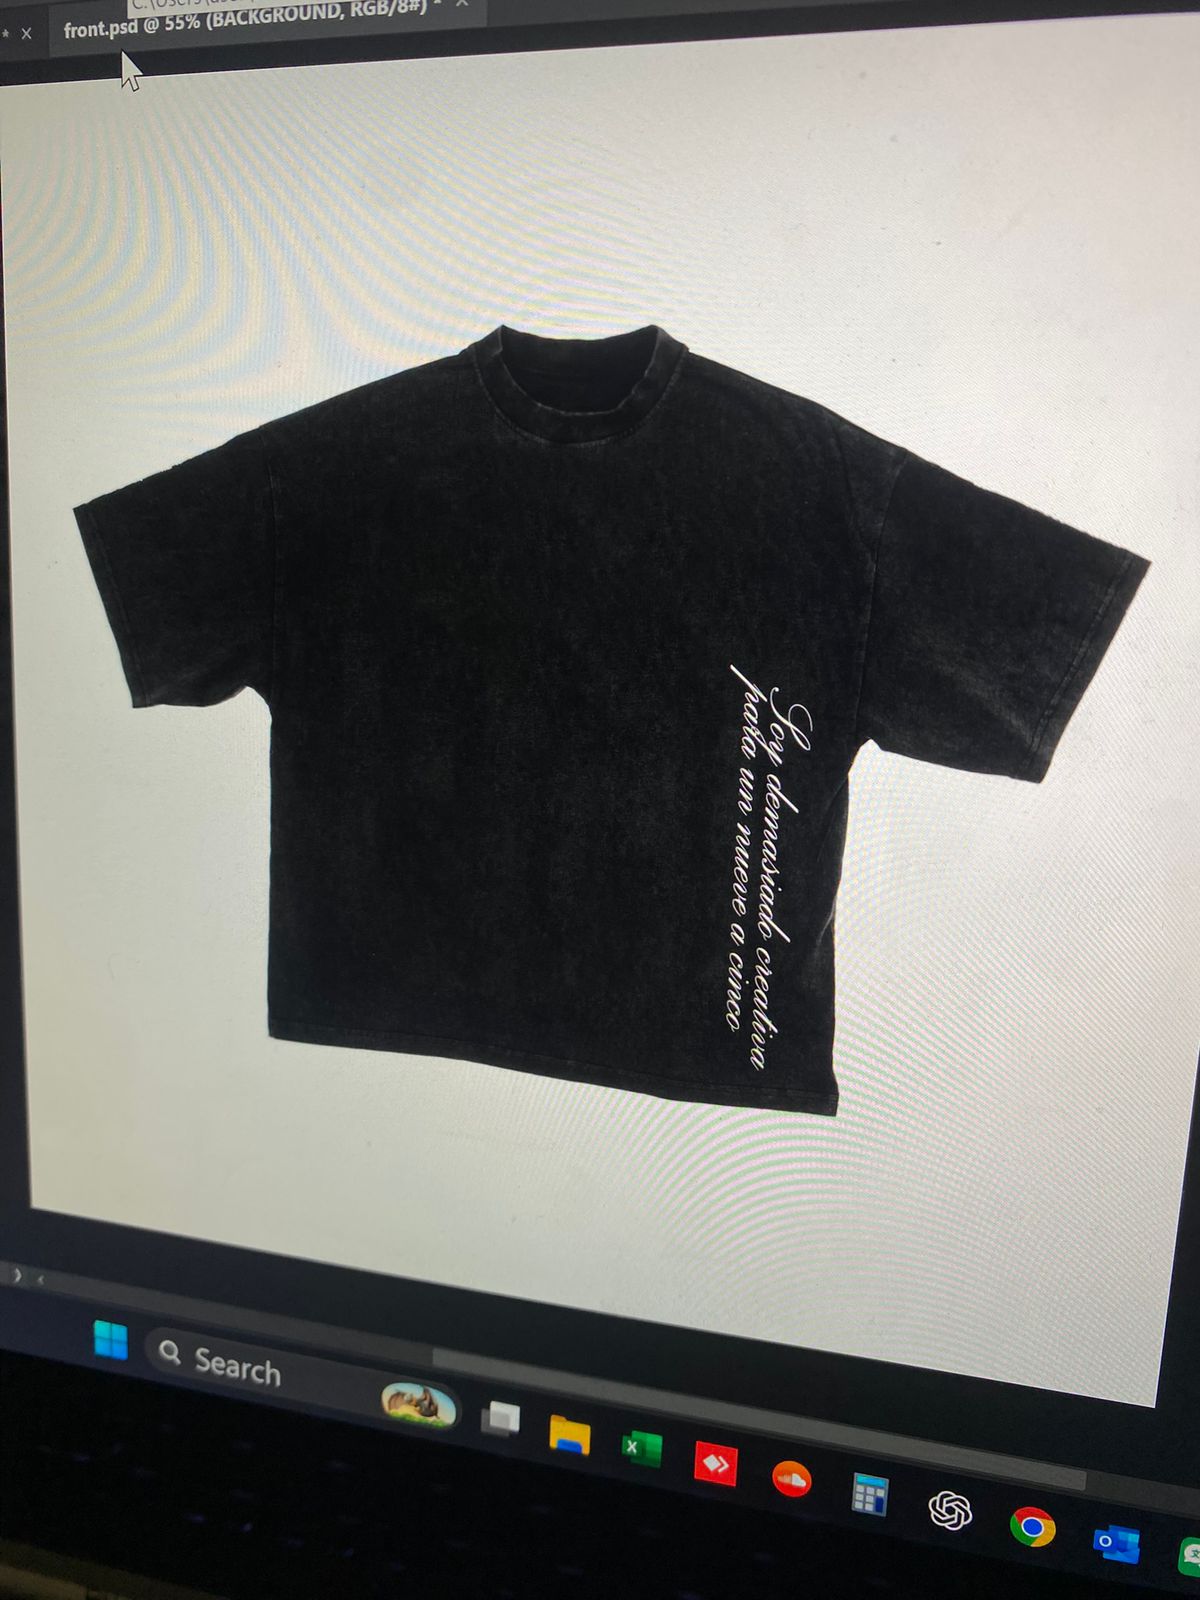 front.psd @ 55% (BACKGROUND, RGB/8#) *
Soy demasiado creativa
para un nueve a cinco
Search